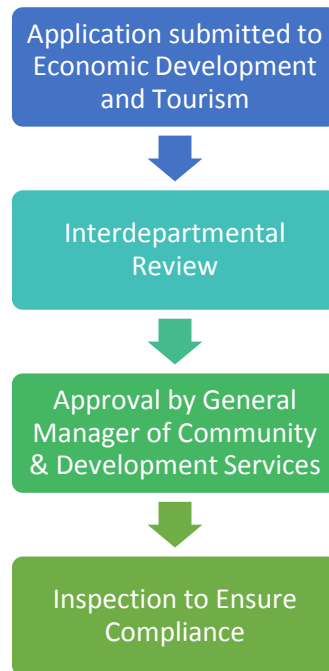 Application submitted to
Economic Development
and Tourism
Interdepartmental
Review
Approval by General
Manager of Community
& Development Services
Inspection to Ensure
Compliance